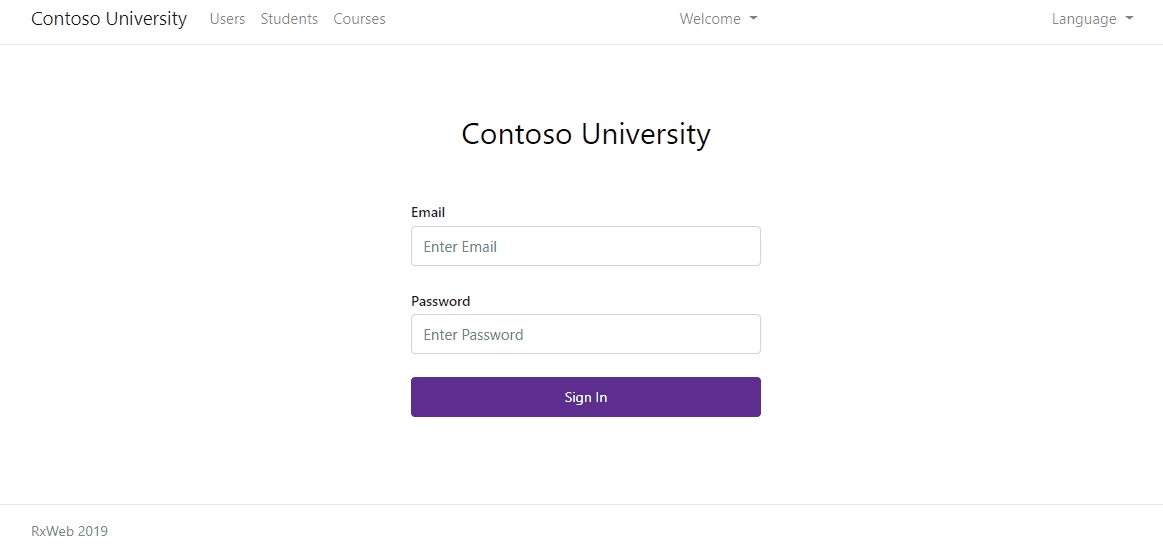 Contoso University Users Students Courses Welcome Language
Contoso University
Email
Enter Email
Password
Enter Password
Sign In
RxWeb 2019